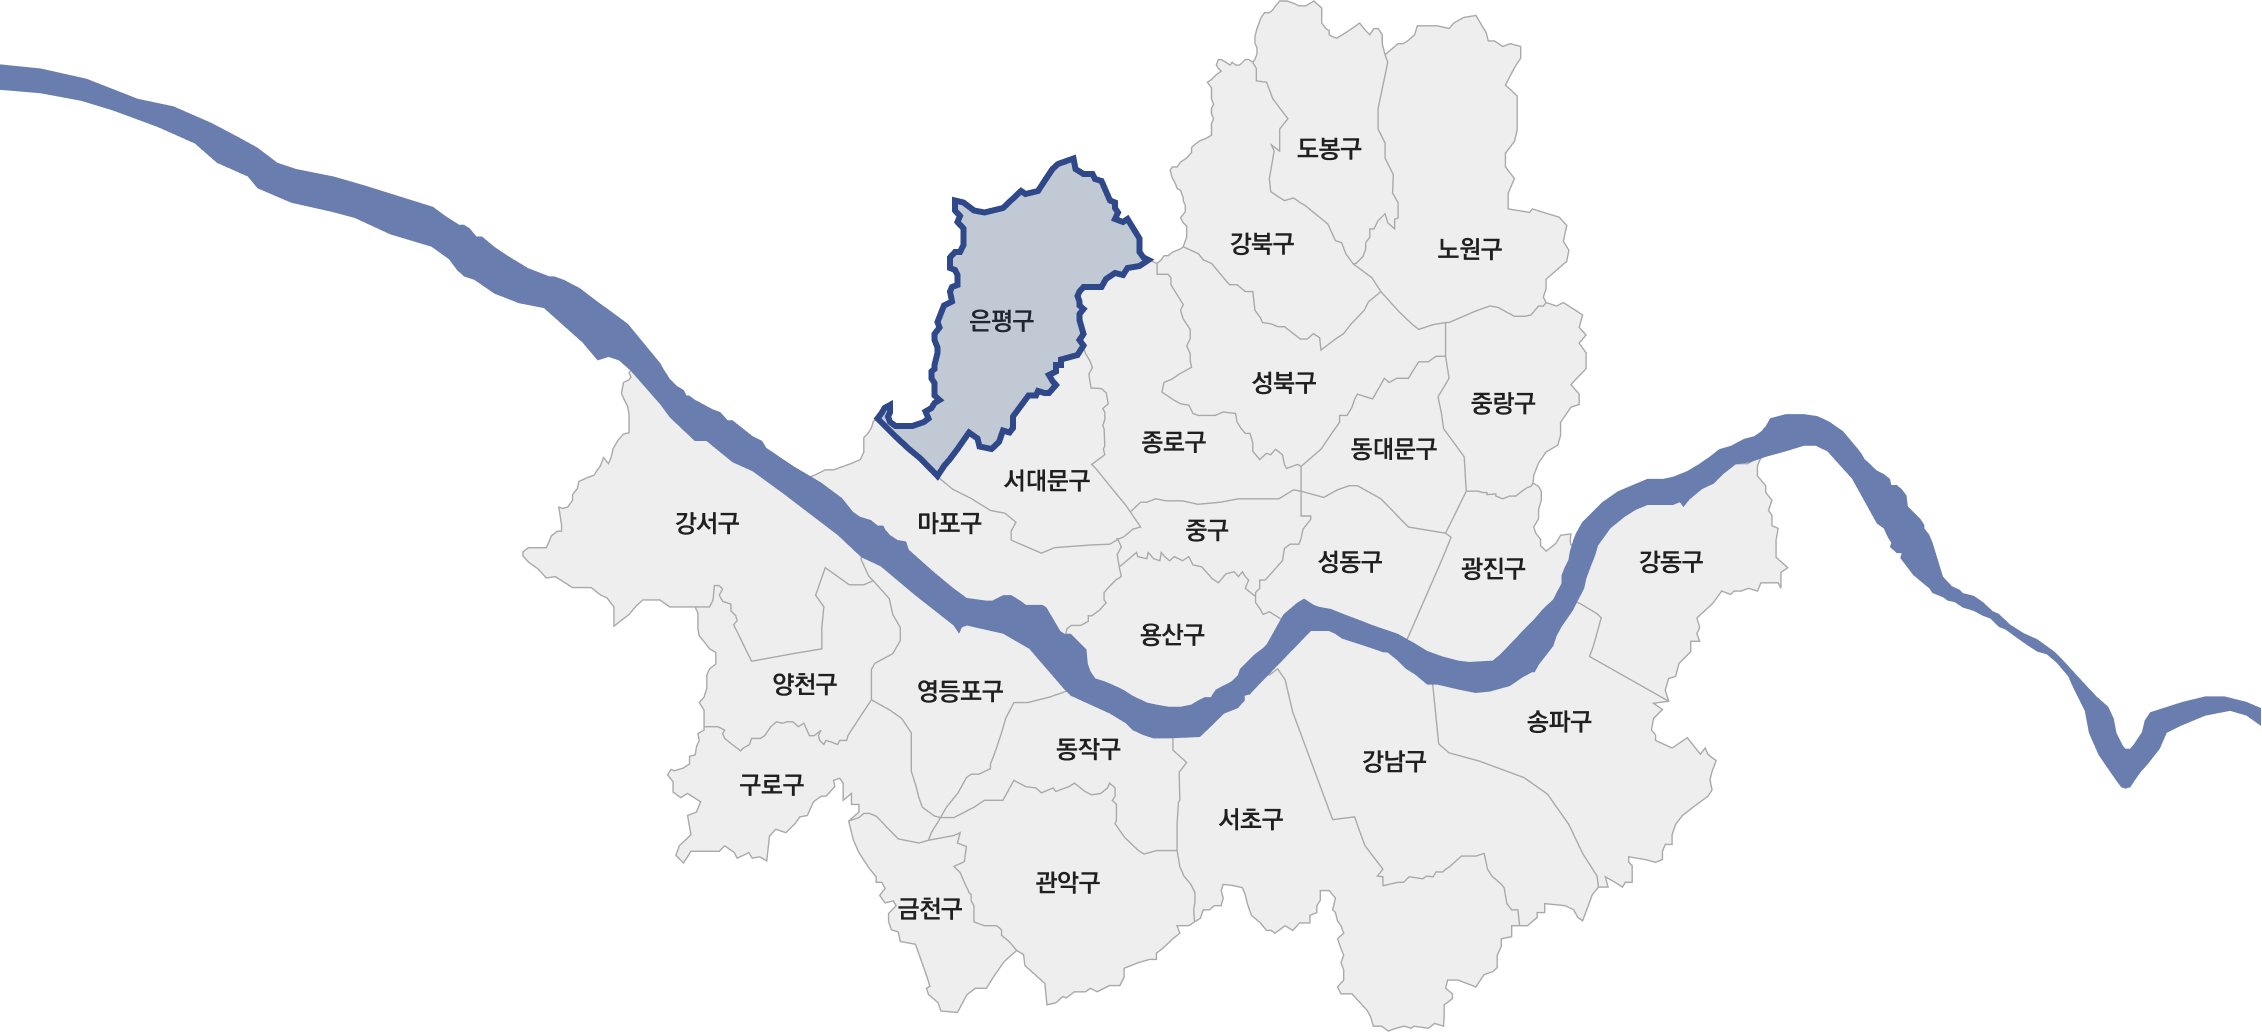 도봉구
강북구
노원구
은평구
성북구
중랑구
종로구
동대문구
서대문구
강서구
마포구
중구
성동구
광진구
강동구
용산구
양천구
영등포구
송파구
동작구
강남구
구로구
서초구
관악구
금천구